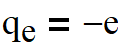 qₑ = −e